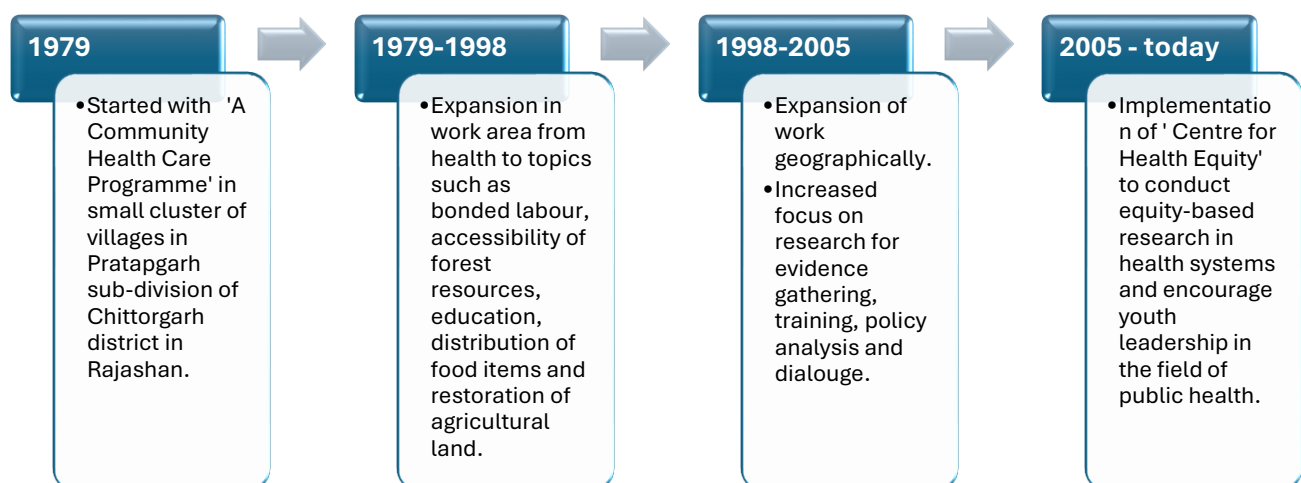 1979
•Started with 'A
Community
Health Care
Programme' in
small cluster of
villages in
Pratapgarh
sub-division of
Chittorgarh
district in
Rajashan.
1979-1998
•Expansion in
work area from
health to topics
such as
bonded labour,
accessibility of
forest
resources,
education,
distribution of
food items and
restoration of
agricultural
land.
1998-2005
•Expansion of
work
geographically.
•Increased
focus on
research for
evidence
gathering,
training, policy
analysis and
dialouge.
2005 - today
•Implementatio
n of ' Centre for
Health Equity'
to conduct
equity-based
research in
health systems
and encourage
youth
leadership in
the field of
public health.